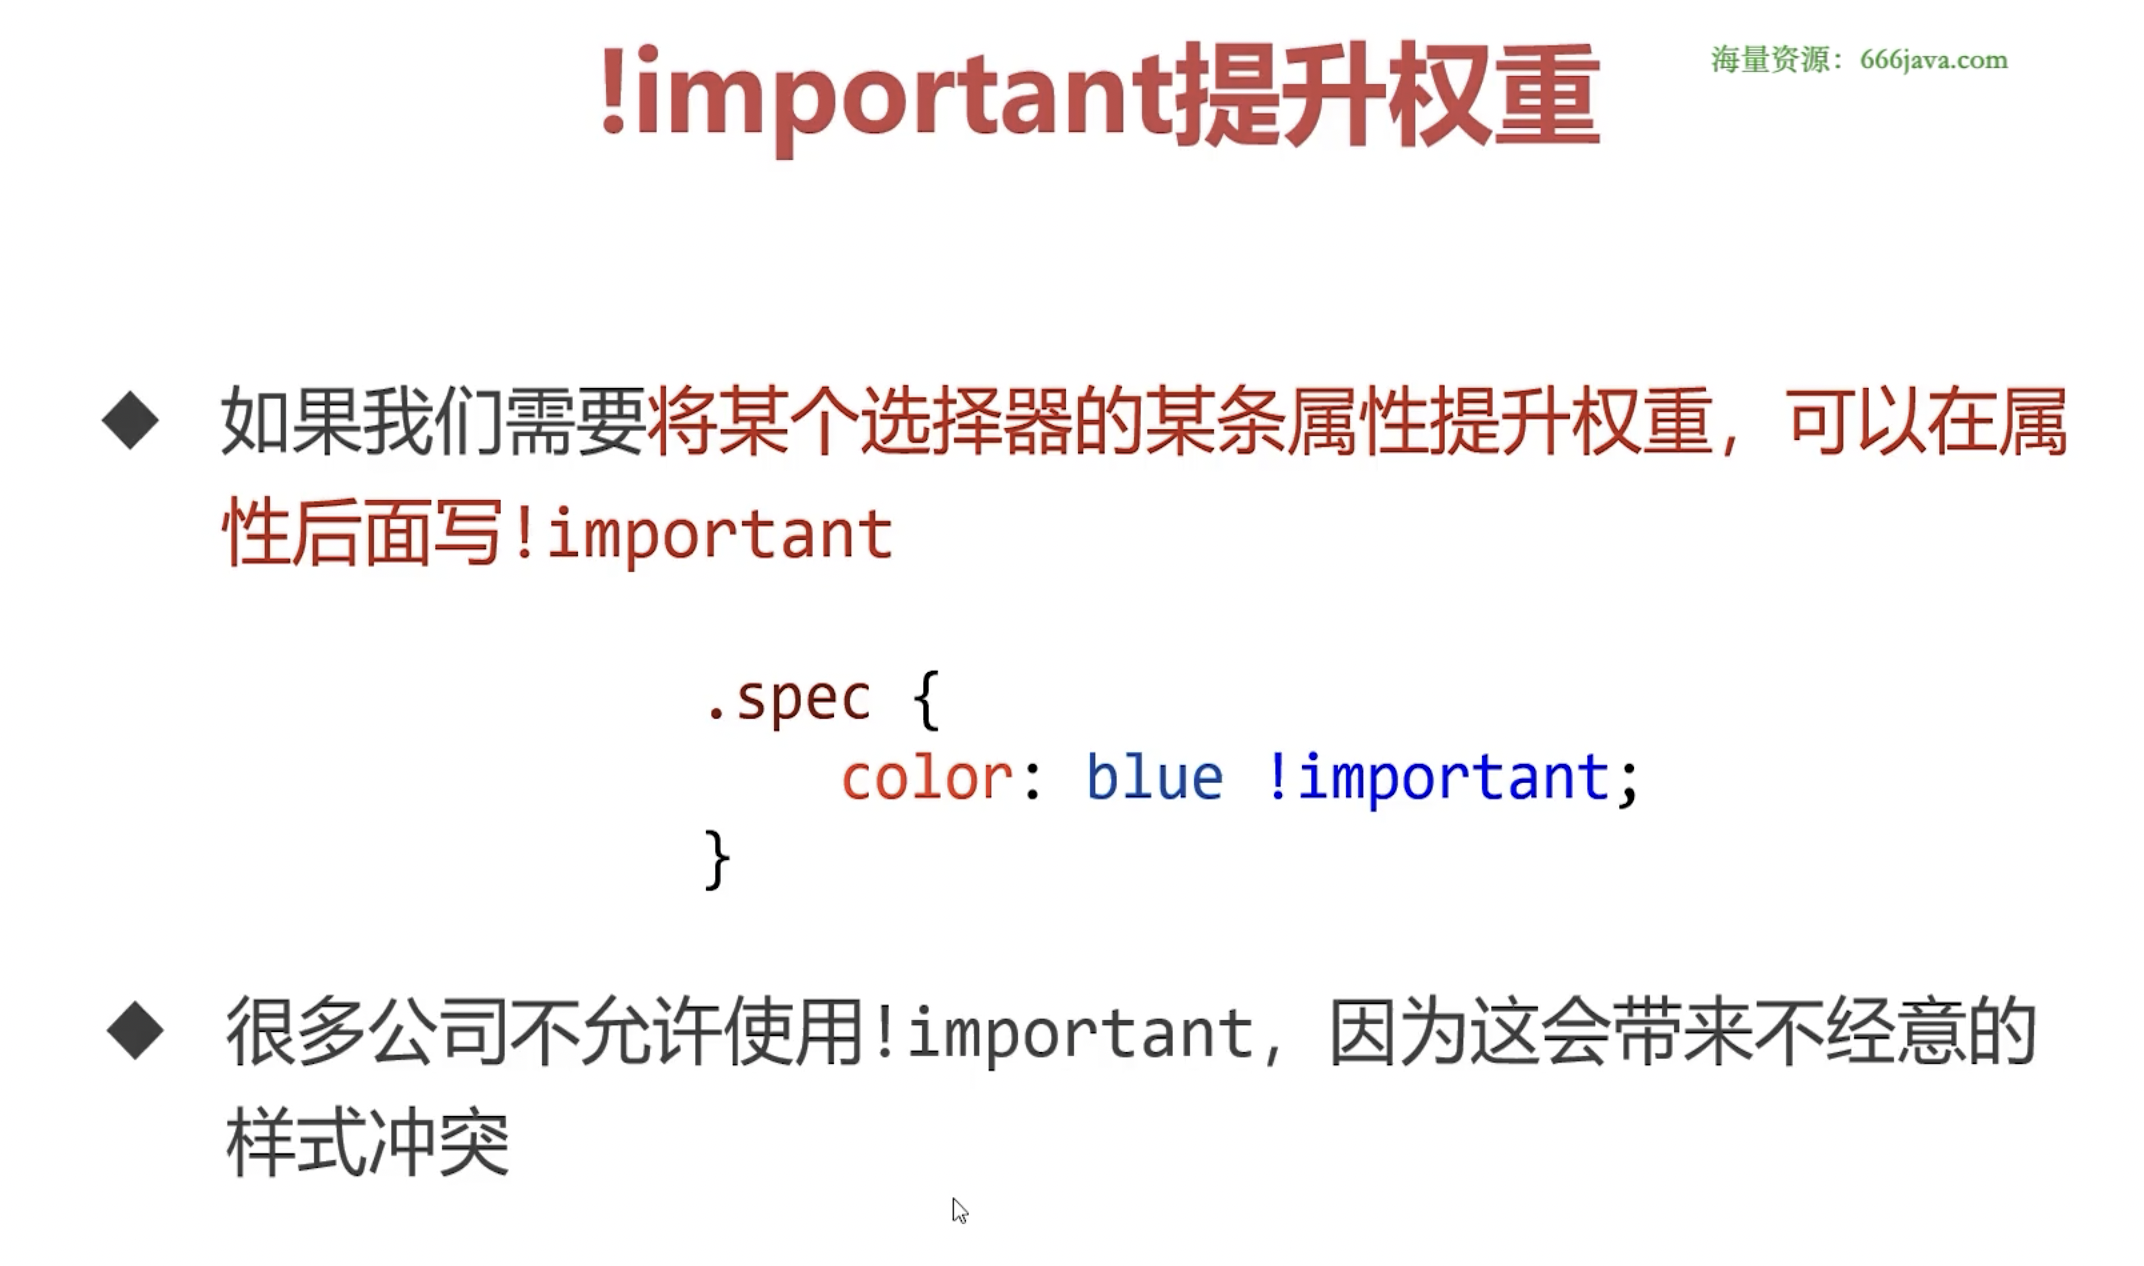 !important提升权重
海量资源：666java.com
◆ 如果我们需要将某个选择器的某条属性提升权重，可以在属
性后面写!important
.spec {
    color: blue !important;
}
◆ 很多公司不允许使用!important，因为这会带来不经意的
样式冲突